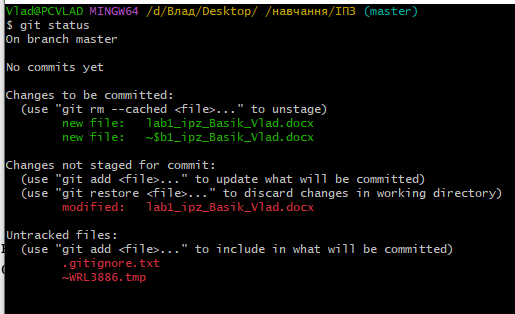 Vlad@PCVLAD MINGW64 /d/Влад/Desktop/ /навчання/ІПЗ (master)
$ git status
On branch master
No commits yet
Changes to be committed:
(use "git rm --cached <file>..." to unstage)
new file: lab1_ipz_Basik_Vlad.docx
new file: ~$b1_ipz_Basik_Vlad.docx
Changes not staged for commit:
(use "git add <file>..." to update what will be committed)
(use "git restore <file>..." to discard changes in working directory)
modified: lab1_ipz_Basik_Vlad.docx
Untracked files:
(use "git add <file>..." to include in what will be committed)
.gitignore.txt
~WRL3886.tmp